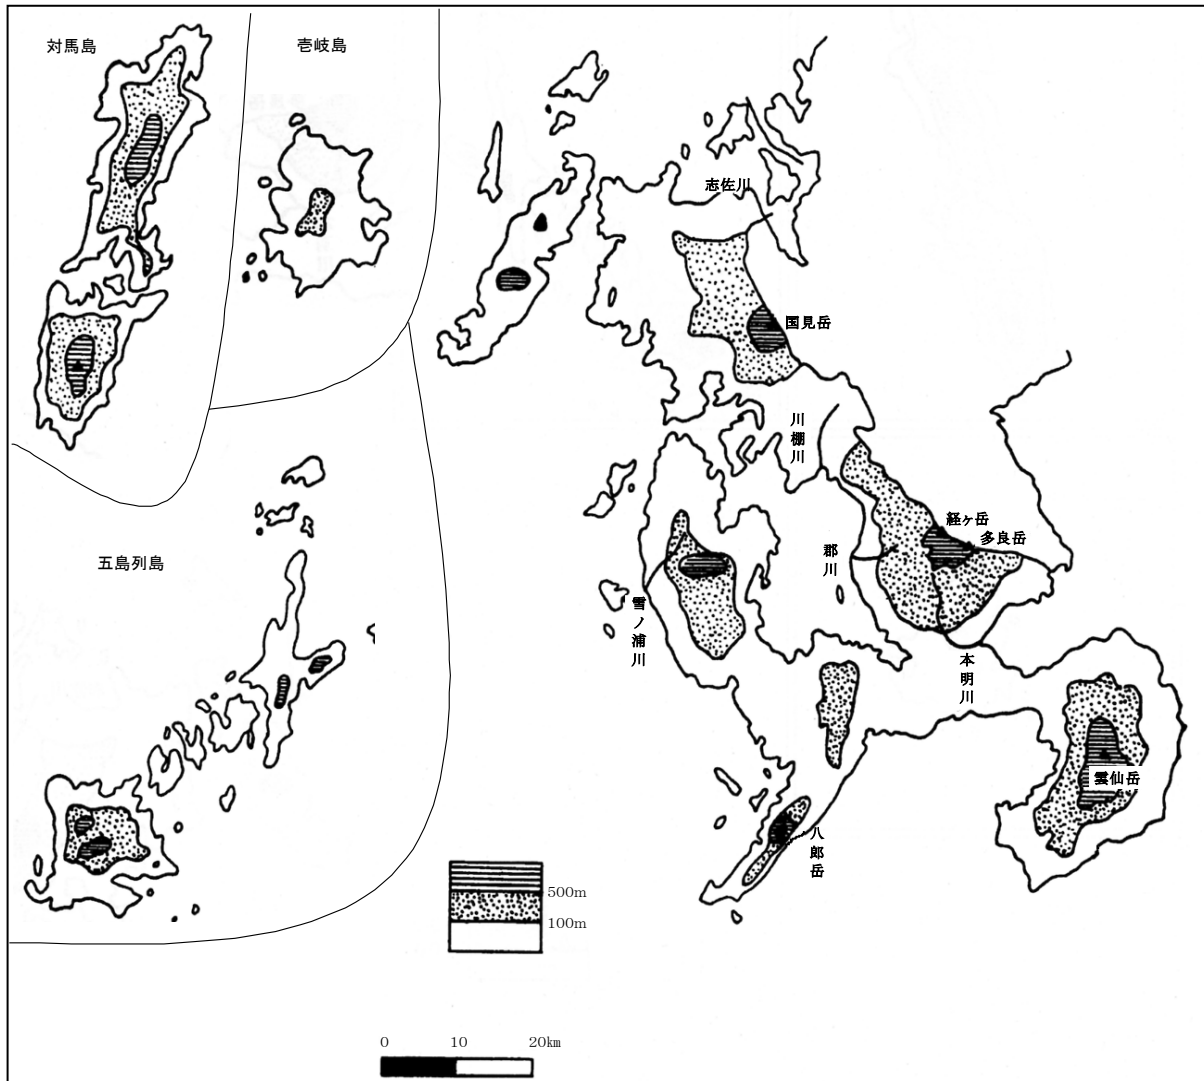 対馬島
壱岐島
志佐川
国見岳
川棚川
経ヶ岳
多良岳
郡川
五島列島
雪ノ浦川
本明川
雲仙岳
八郎岳
500m
100m
0 10 20㎞